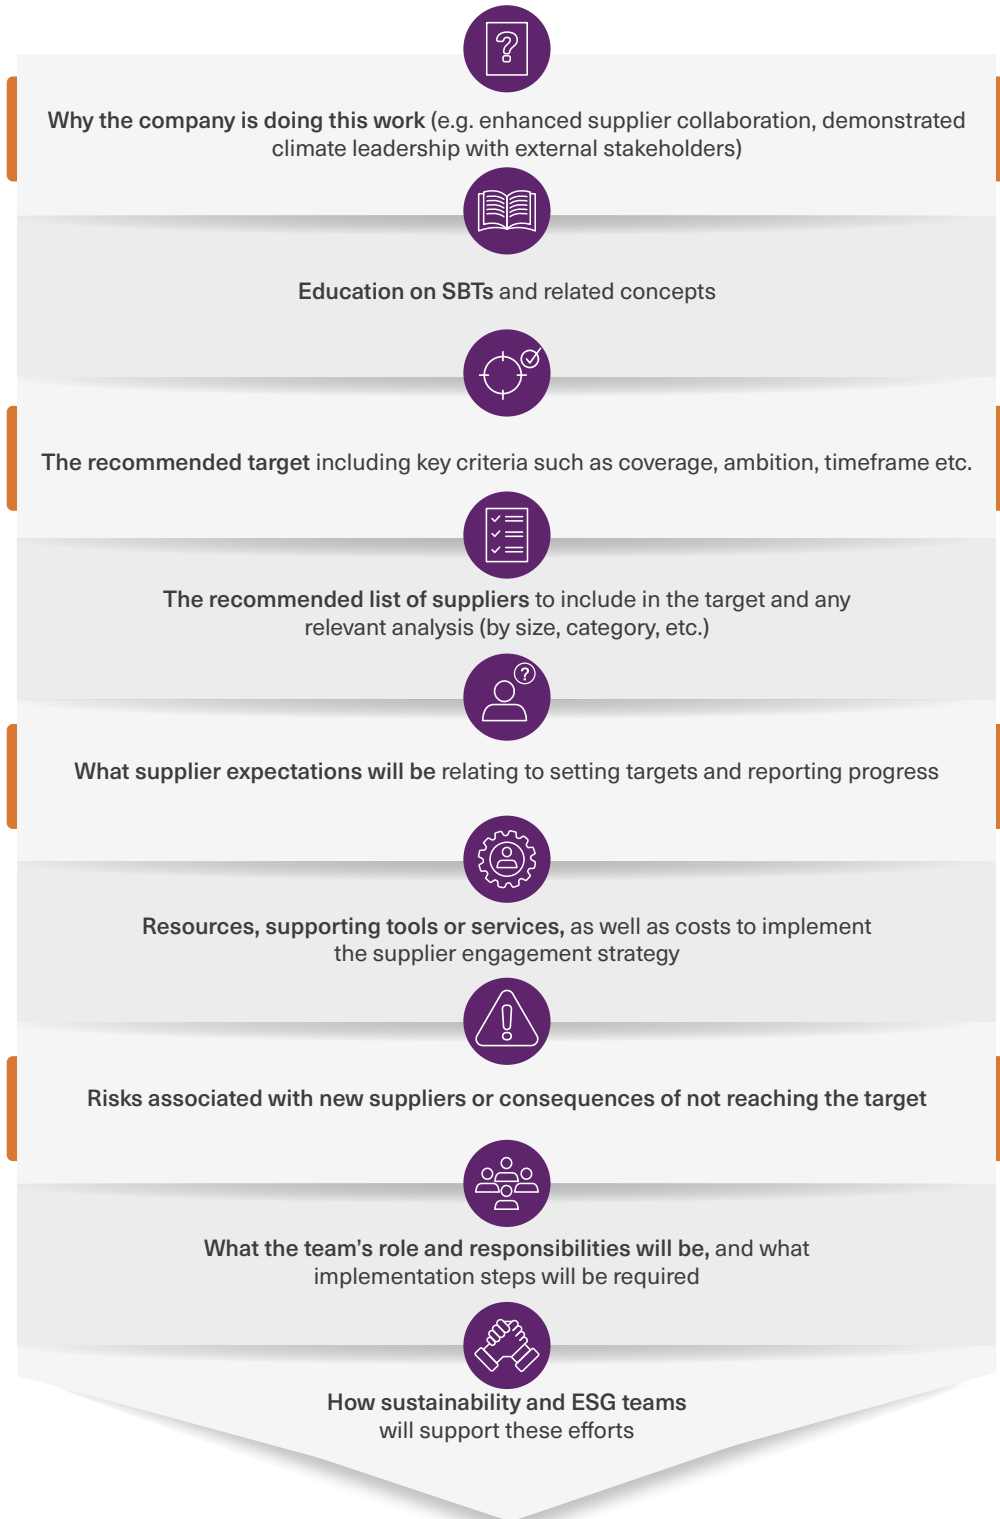 Why the company is doing this work (e.g. enhanced supplier collaboration, demonstrated
climate leadership with external stakeholders)
Education on SBTs and related concepts
The recommended target including key criteria such as coverage, ambition, timeframe etc.
The recommended list of suppliers to include in the target and any
relevant analysis (by size, category, etc.)
What supplier expectations will be relating to setting targets and reporting progress
Resources, supporting tools or services, as well as costs to implement
the supplier engagement strategy
Risks associated with new suppliers or consequences of not reaching the target
What the team’s role and responsibilities will be, and what
implementation steps will be required
How sustainability and ESG teams
will support these efforts